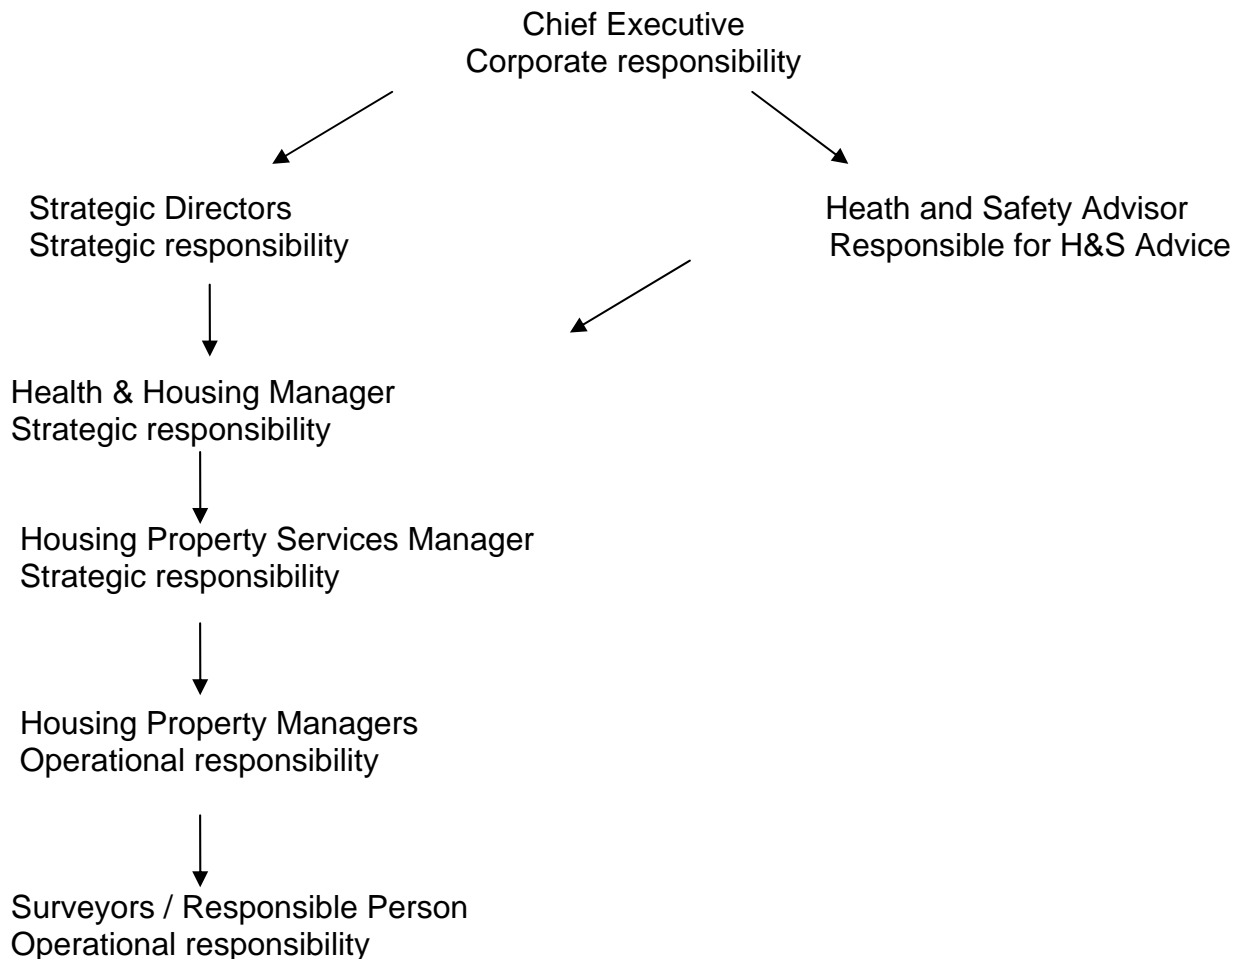 Chief Executive
Corporate responsibility
Strategic Directors
Strategic responsibility
Heath and Safety Advisor
Responsible for H&S Advice
Health & Housing Manager
Strategic responsibility
Housing Property Services Manager
Strategic responsibility
Housing Property Managers
Operational responsibility
Surveyors / Responsible Person
Operational responsibility